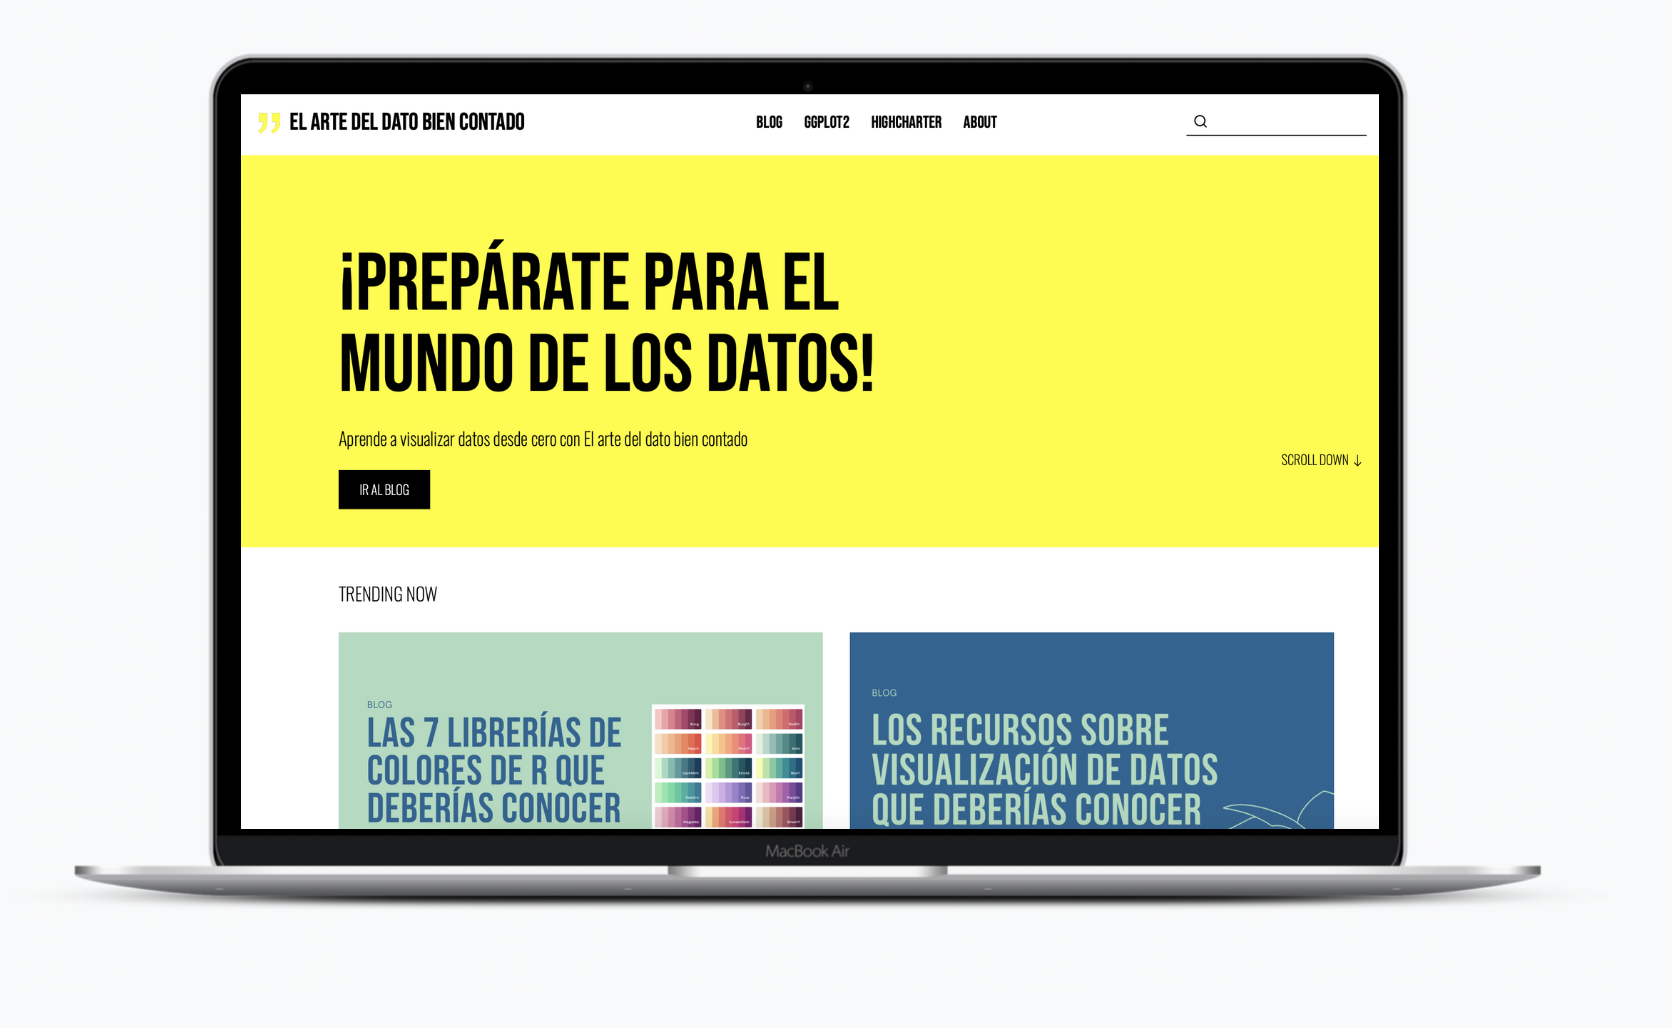 EL ARTE DEL DATO BIEN CONTADO
BLOG GGPLOT2 HIGHCHARTER ABOUT
¡PREPÁRATE PARA EL
MUNDO DE LOS DATOS!
Aprende a visualizar datos desde cero con El arte del dato bien contado
SCROLL DOWN ↓
IR AL BLOG
TRENDING NOW
BLOG
LAS 7 LIBRERÍAS DE
COLORES DE R QUE
DEBERÍAS CONOCER
BLOG
LOS RECURSOS SOBRE
VISUALIZACIÓN DE DATOS
QUE DEBERÍAS CONOCER
MacBook Air